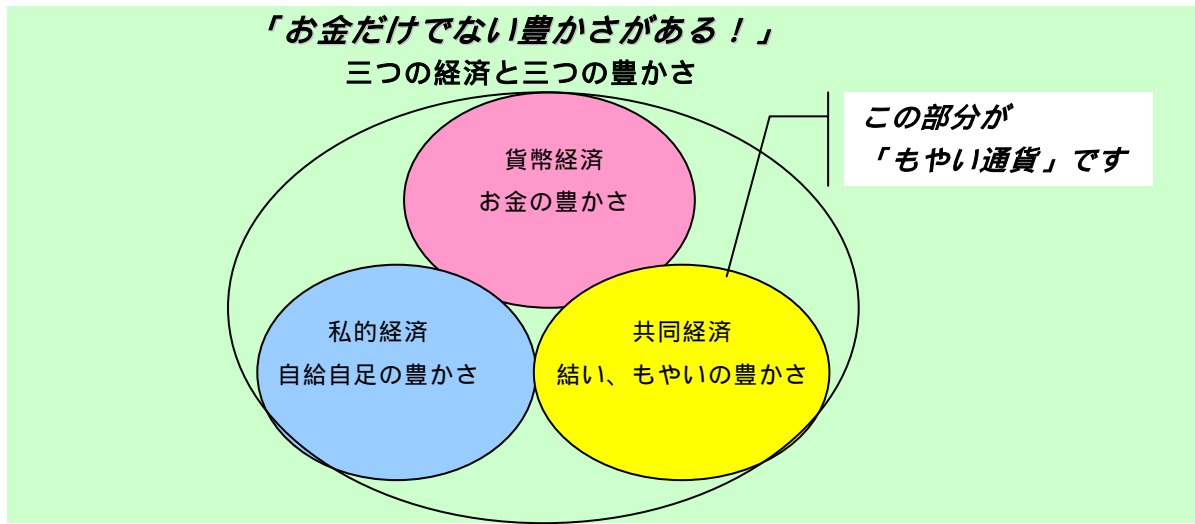 「お金だけでない豊かさがある！」
三つの経済と三つの豊かさ
この部分が
「もやい通貨」です
貨幣経済
お金の豊かさ
私的経済
自給自足の豊かさ
共同経済
結い、もやいの豊かさ